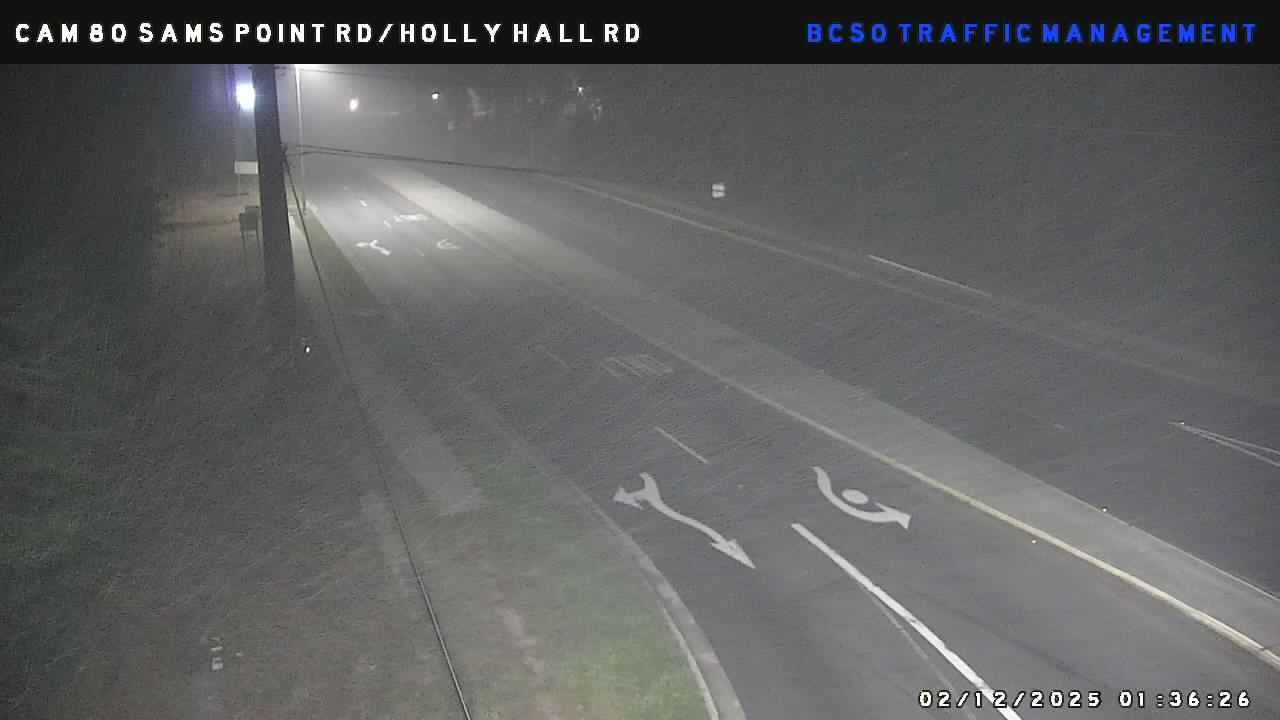 CAM 80 SAMS POINT RD/HOLLY HALL RD
BCSO TRAFFIC MANAGEMENT
02/12/2025 01:36:26